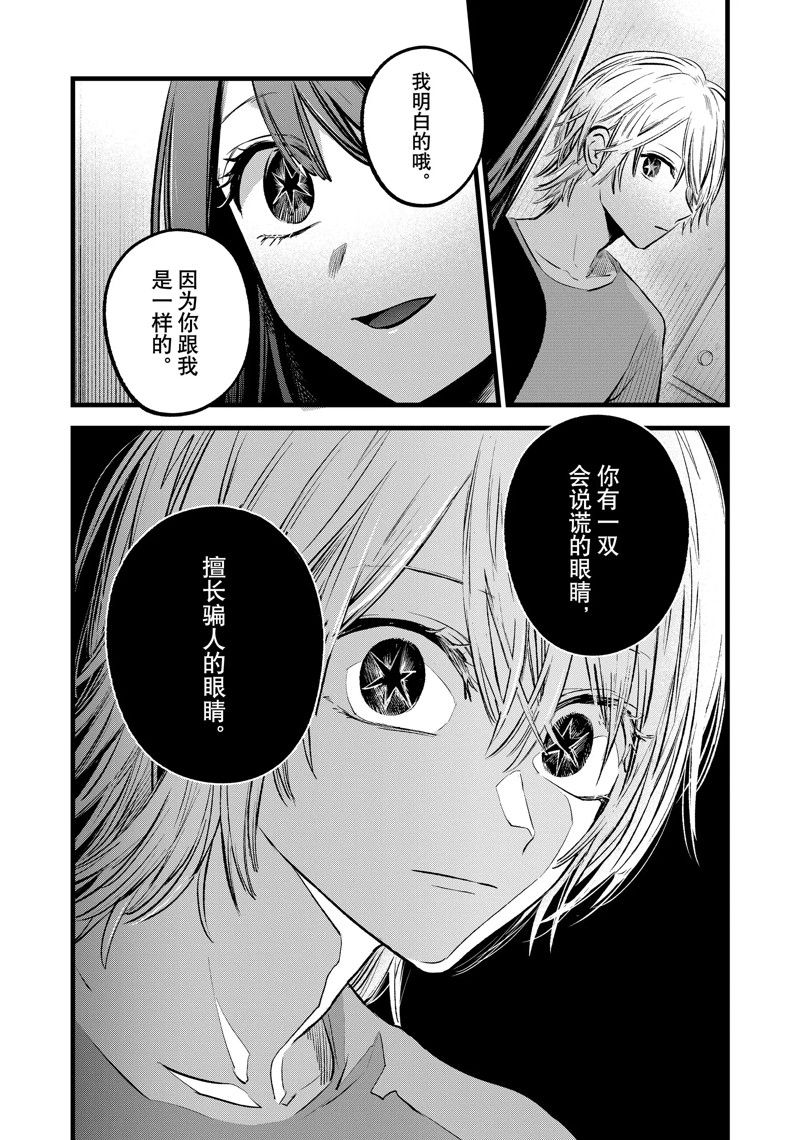 我明白的哦。
因为你跟我
是一样的。
你有一双
会说谎的眼睛，
擅长骗人的眼睛。